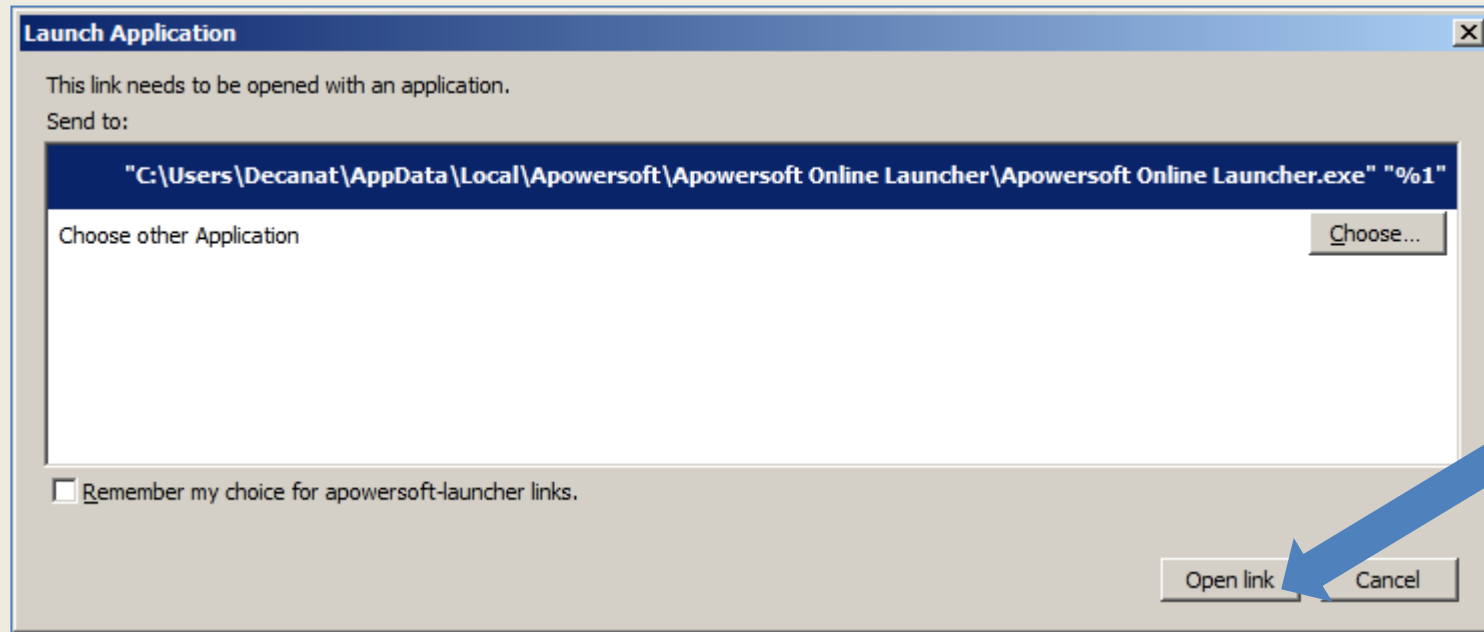 Launch Application
This link needs to be opened with an application.
Send to:
"C:\Users\Decanat\AppData\Local\Apowersoft\Apowersoft Online Launcher\Apowersoft Online Launcher.exe" "%1"
Choose other Application
Choose...
Remember my choice for apowersoft-launcher links.
Open link
Cancel